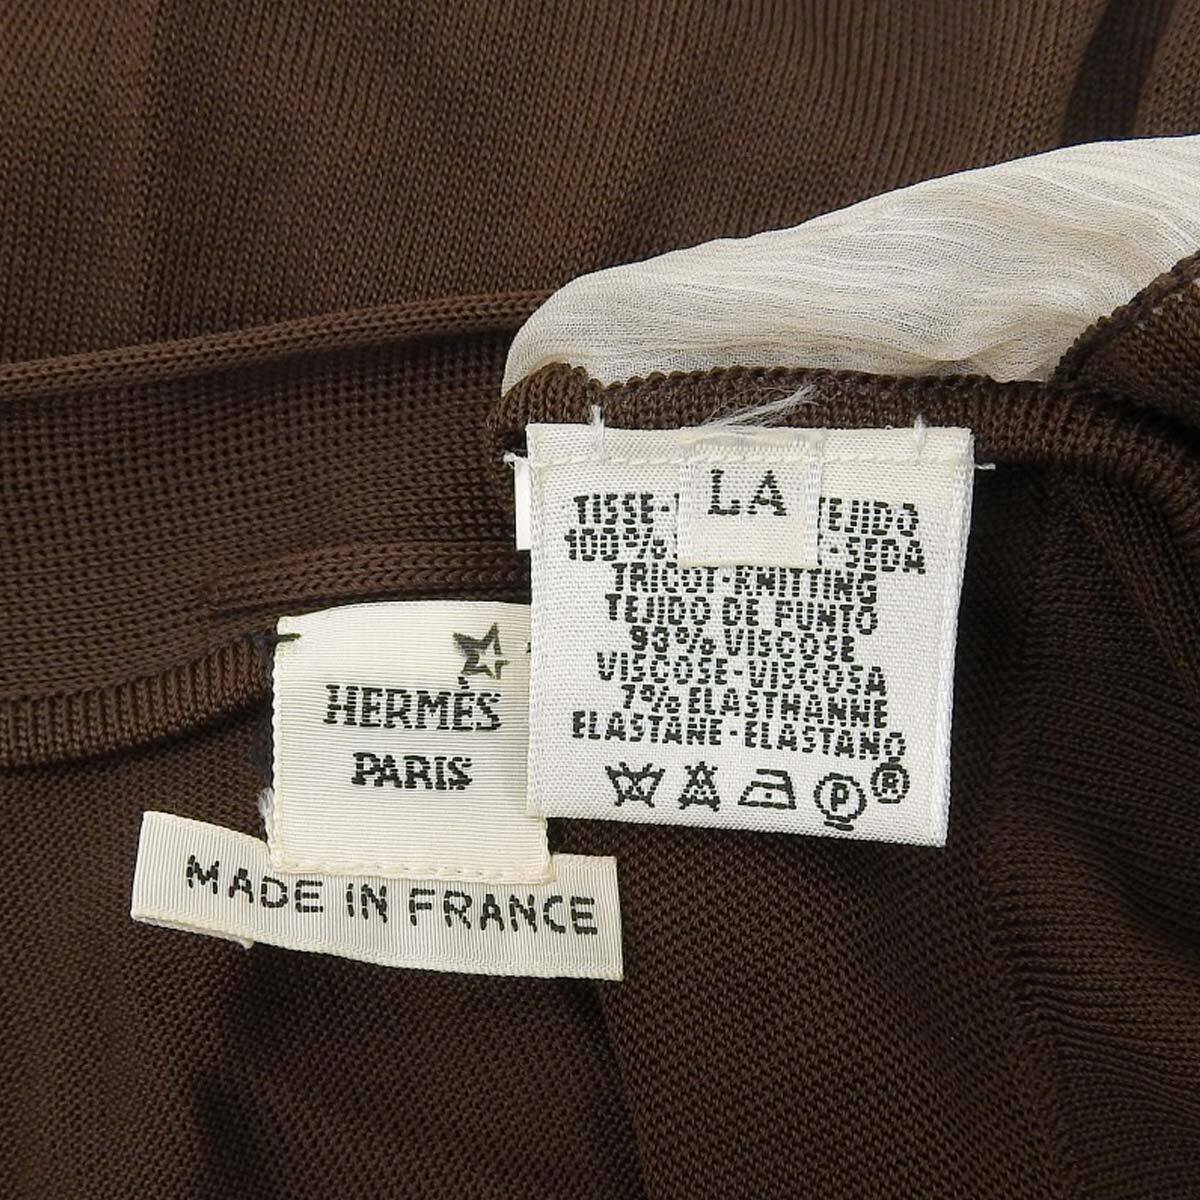 LA
TISSE- TEJIDO
100% -SEDA
TRICOT-KNITTING
TEJIDO DE PUNTO
93% VISCOSE
VISCOSE-VISCOSA
7% ELASTHANNE
ELASTANE-ELASTANO
P ®
HERMÈS
PARIS
MADE IN FRANCE